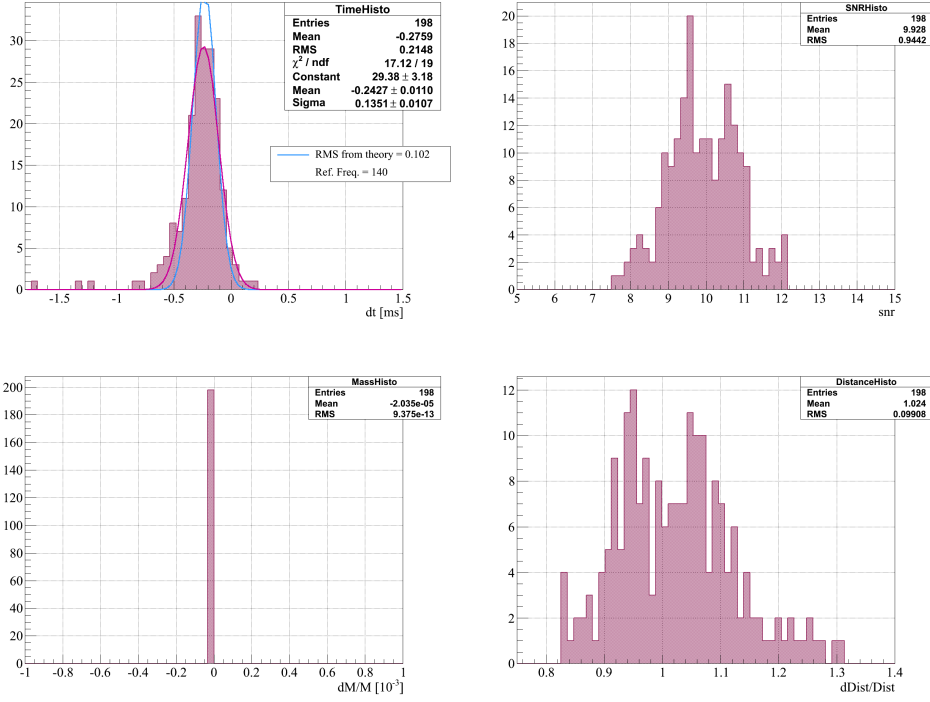 TimeHisto
Entries 198
Mean -0.2759
RMS 0.2148
χ² / ndf 17.12 / 19
Constant 29.38 ± 3.18
Mean -0.2427 ± 0.0110
Sigma 0.1351 ± 0.0107
RMS from theory = 0.102
Ref. Freq. = 140
30
25
20
15
10
5
0
-1.5 -1 -0.5 0 0.5 1 1.5
dt [ms]
SNRHisto
Entries 198
Mean 9.928
RMS 0.9442
20
18
16
14
12
10
8
6
4
2
0
5 6 7 8 9 10 11 12 13 14 15
snr
MassHisto
Entries 198
Mean -2.035e-05
RMS 9.375e-13
200
180
160
140
120
100
80
60
40
20
0
-1 -0.8 -0.6 -0.4 -0.2 0 0.2 0.4 0.6 0.8 1
dM/M [10⁻³]
DistanceHisto
Entries 198
Mean 1.024
RMS 0.09908
12
10
8
6
4
2
0
0.8 0.9 1 1.1 1.2 1.3 1.4
dDist/Dist